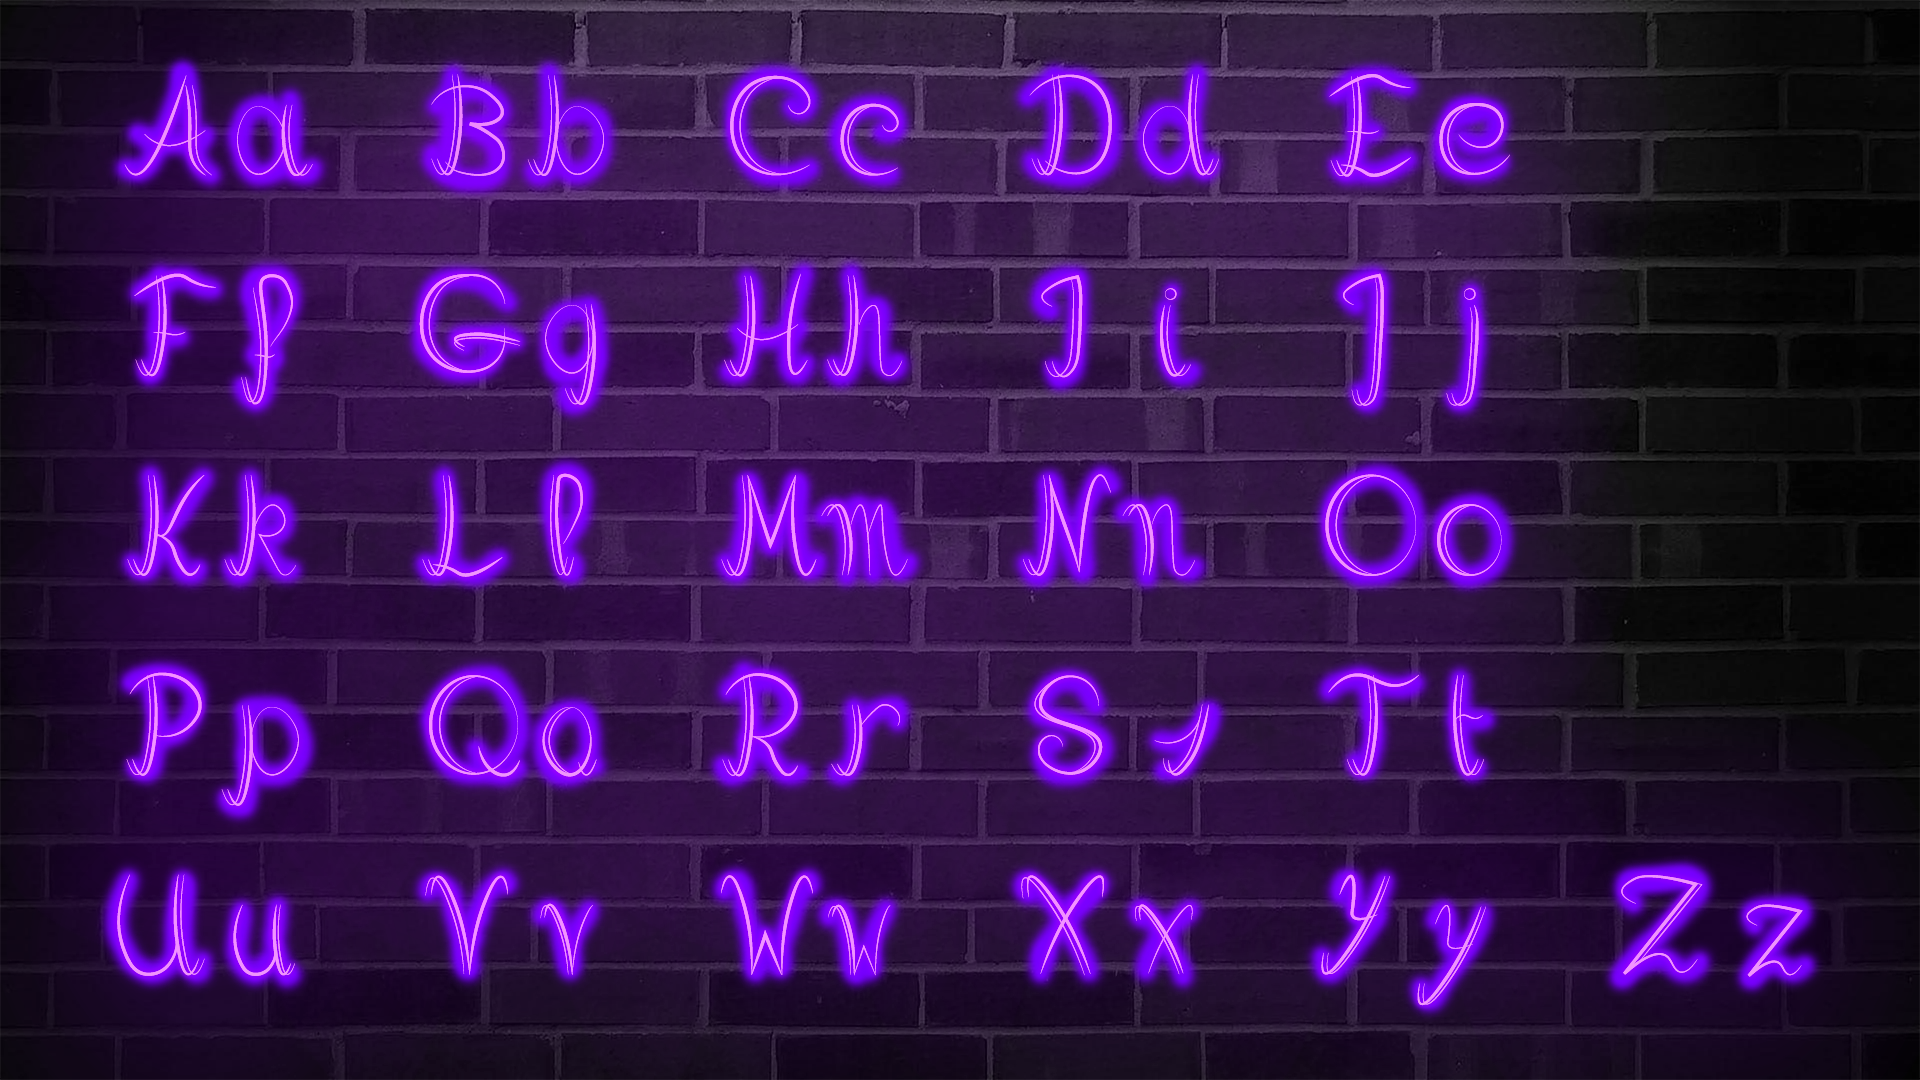 Aa Bb Cc Dd Ee
Ff Gg Hh Ii Jj
Kk Ll Mm Nn Oo
Pp Qq Rr Ss Tt
Uu Vv Ww Xx Yy Zz